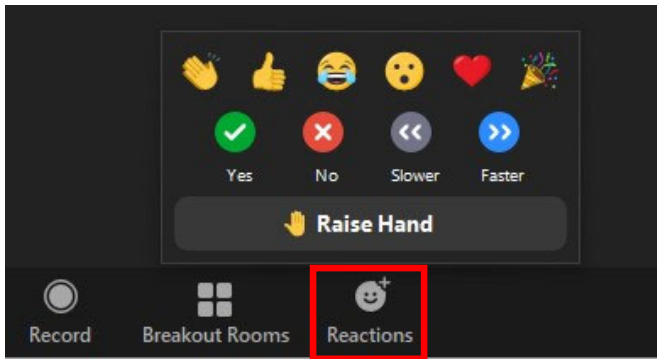 Yes No Slower Faster
Raise Hand
Record Breakout Rooms Reactions